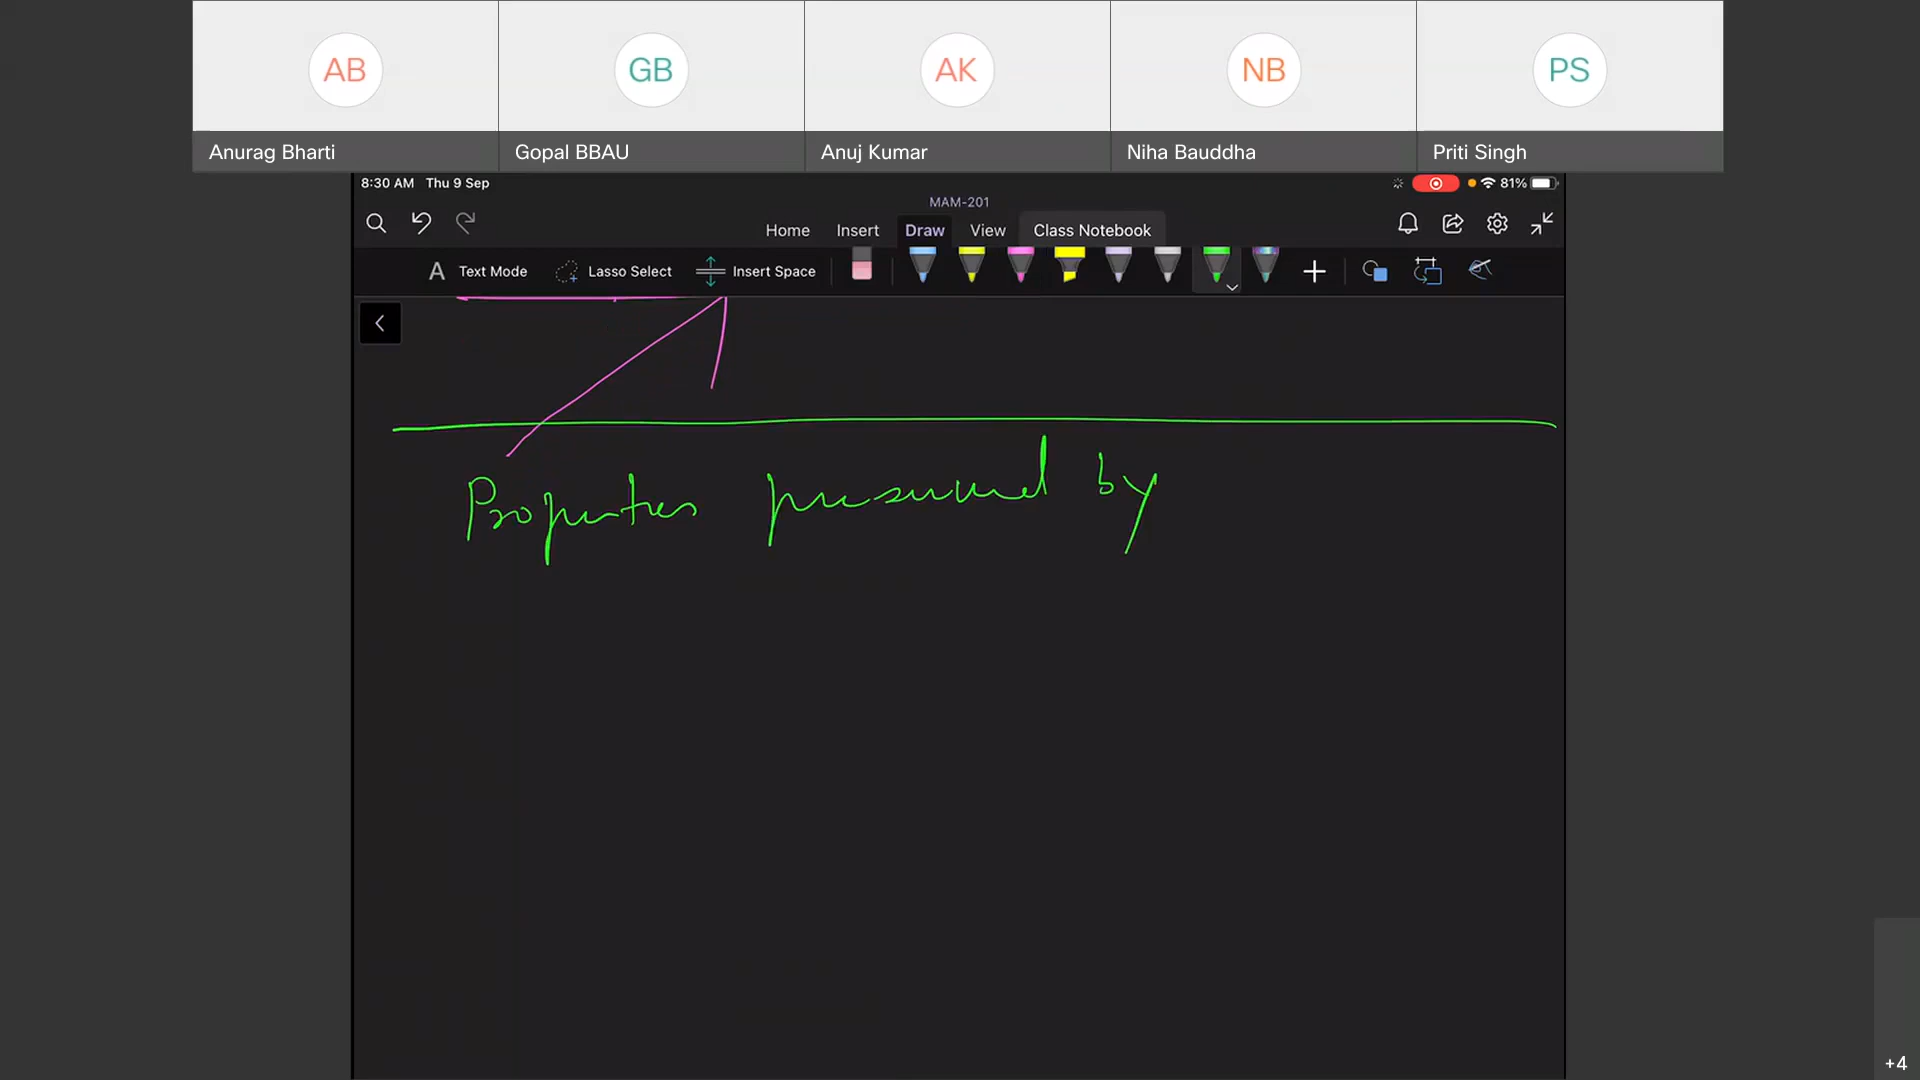 AB GB AK NB PS
Anurag Bharti Gopal BBAU Anuj Kumar Niha Bauddha Priti Singh
8:30 AM Thu 9 Sep 81%
MAM-201
Home Insert Draw View Class Notebook
A Text Mode Lasso Select Insert Space
Properties preserved by
+4